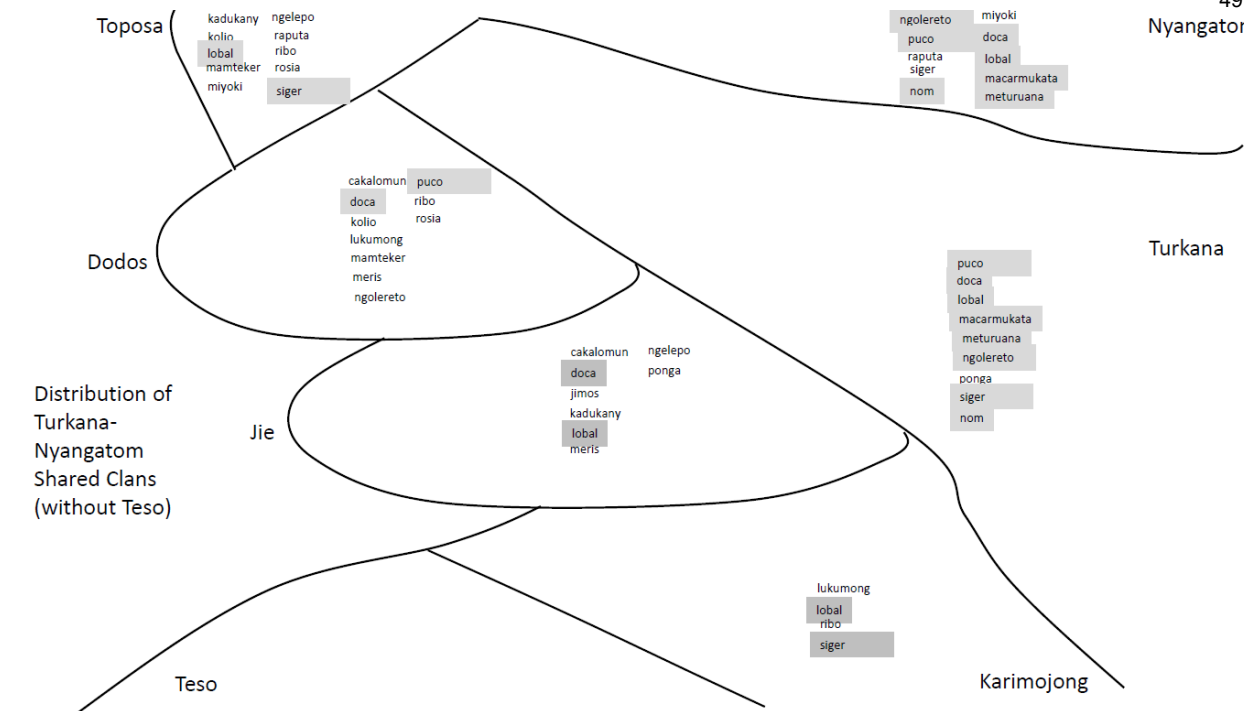 49
Toposa
kadukany ngelepo
kolio raputa
lobal ribo
mamteker rosia
miyoki siger
ngolereto miyoki
puco doca
raputa lobal
siger macarmukata
nom meturuana
Nyangatom
cakalomun puco
doca ribo
kolio rosia
lukumong
mamteker
meris
ngolereto
Dodos
Turkana
puco
doca
lobal
macarmukata
meturuana
ngolereto
ponga
siger
nom
cakalomun ngelepo
doca ponga
jimos
kadukany
lobal
meris
Jie
Distribution of
Turkana-
Nyangatom
Shared Clans
(without Teso)
lukumong
lobal
ribo
siger
Teso
Karimojong